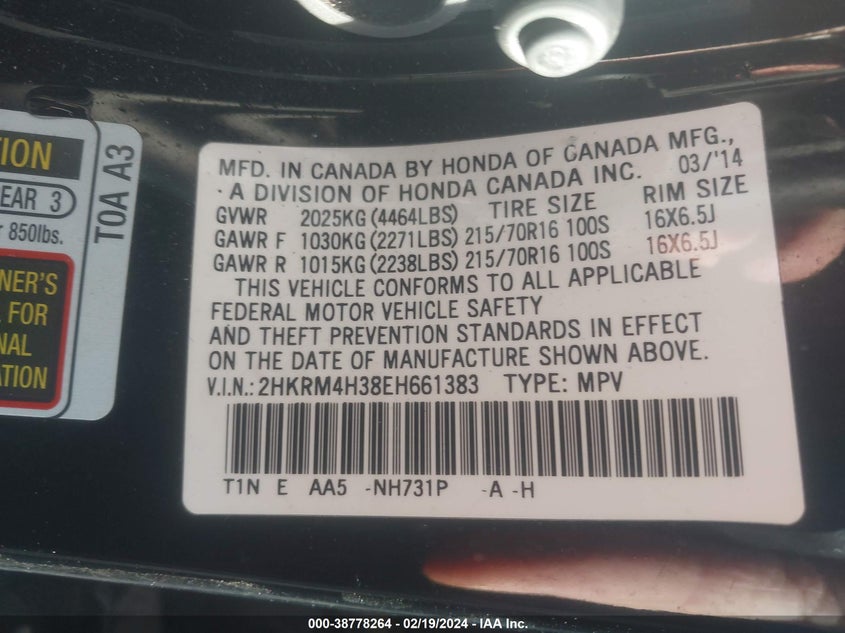 TION
EAR 3
850lbs.
NER'S
FOR
NAL
ATION
TOA A3
MFD. IN CANADA BY HONDA OF CANADA MFG.,
A DIVISION OF HONDA CANADA INC. 03/'14
GVWR 2025KG (4464LBS) TIRE SIZE RIM SIZE
GAWR F 1030KG (2271LBS) 215/70R16 100S 16X6.5J
GAWR R 1015KG (2238LBS) 215/70R16 100S 16X6.5J
THIS VEHICLE CONFORMS TO ALL APPLICABLE
FEDERAL MOTOR VEHICLE SAFETY
AND THEFT PREVENTION STANDARDS IN EFFECT
ON THE DATE OF MANUFACTURE SHOWN ABOVE.
V.I.N.: 2HKRM4H38EH661383 TYPE: MPV
T1N E AA5 -NH731P -A -H
000-38778264 - 02/19/2024 - IAA Inc.